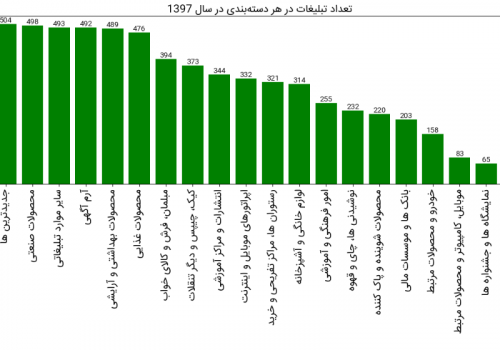 تعداد تبلیغات در هر دسته‌بندی در سال 1397
504
498
493
492
489
476
394
373
344
332
321
314
255
232
220
203
158
83
65
جدیدترین ها
محصولات صنعتی
سایر موارد تبلیغاتی
آرم آگهی
محصولات بهداشتی و آرایشی
محصولات غذایی
مبلمان، فرش و کالای خواب
کیک، چیپس و دیگر تنقلات
انتشارات و مراکز آموزشی
اپراتورهای موبایل و اینترنت
رستوران ها، مراکز تفریحی و خرید
لوازم خانگی و آشپزخانه
امور فرهنگی و آموزشی
نوشیدنی ها، چای و قهوه
محصولات شوینده و پاک کننده
بانک ها و موسسات مالی
خودرو و محصولات مرتبط
موبایل، کامپیوتر و محصولات مرتبط
نمایشگاه ها و جشنواره ها